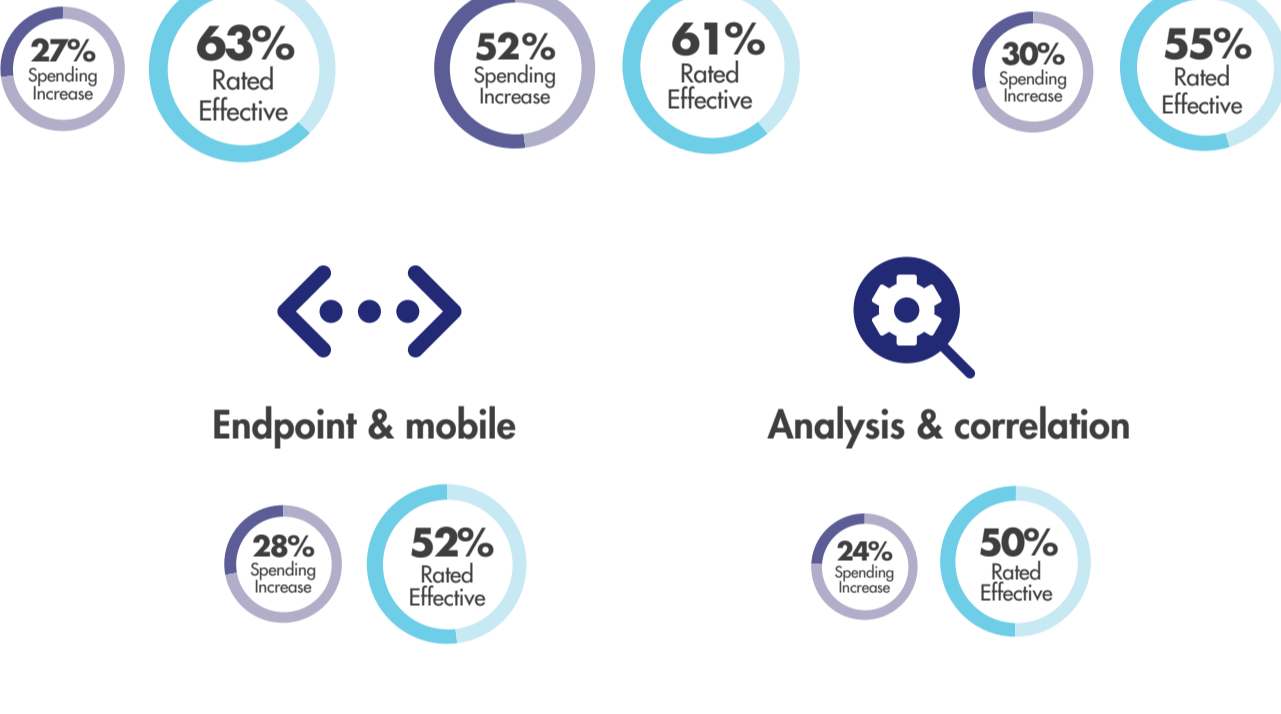 27%
Spending
Increase
63%
Rated
Effective
52%
Spending
Increase
61%
Rated
Effective
30%
Spending
Increase
55%
Rated
Effective
Endpoint & mobile
28%
Spending
Increase
52%
Rated
Effective
Analysis & correlation
24%
Spending
Increase
50%
Rated
Effective